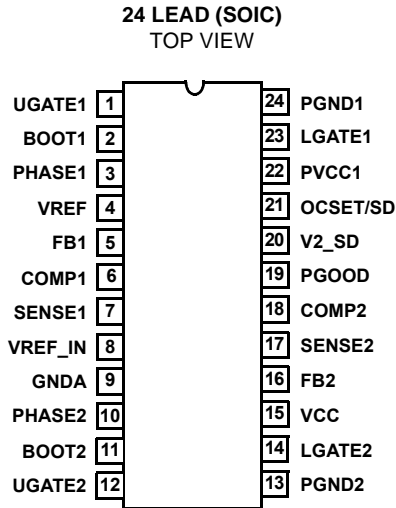 24 LEAD (SOIC)
TOP VIEW
UGATE1 1 24 PGND1
BOOT1 2 23 LGATE1
PHASE1 3 22 PVCC1
VREF 4 21 OCSET/SD
FB1 5 20 V2_SD
COMP1 6 19 PGOOD
SENSE1 7 18 COMP2
VREF_IN 8 17 SENSE2
GNDA 9 16 FB2
PHASE2 10 15 VCC
BOOT2 11 14 LGATE2
UGATE2 12 13 PGND2